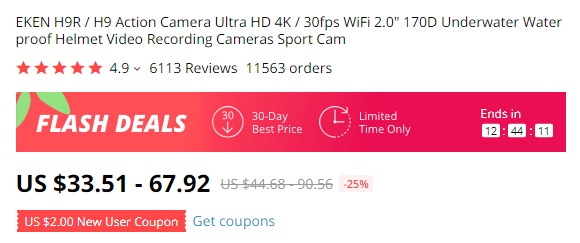 EKEN H9R / H9 Action Camera Ultra HD 4K / 30fps WiFi 2.0" 170D Underwater Water
proof Helmet Video Recording Cameras Sport Cam
4.9 6113 Reviews 11563 orders
FLASH DEALS
30
30-Day
Best Price
Limited
Time Only
Ends in
12 : 44 : 11
US $33.51 - 67.92 US $44.68 - 90.56 -25%
US $2.00 New User Coupon Get coupons